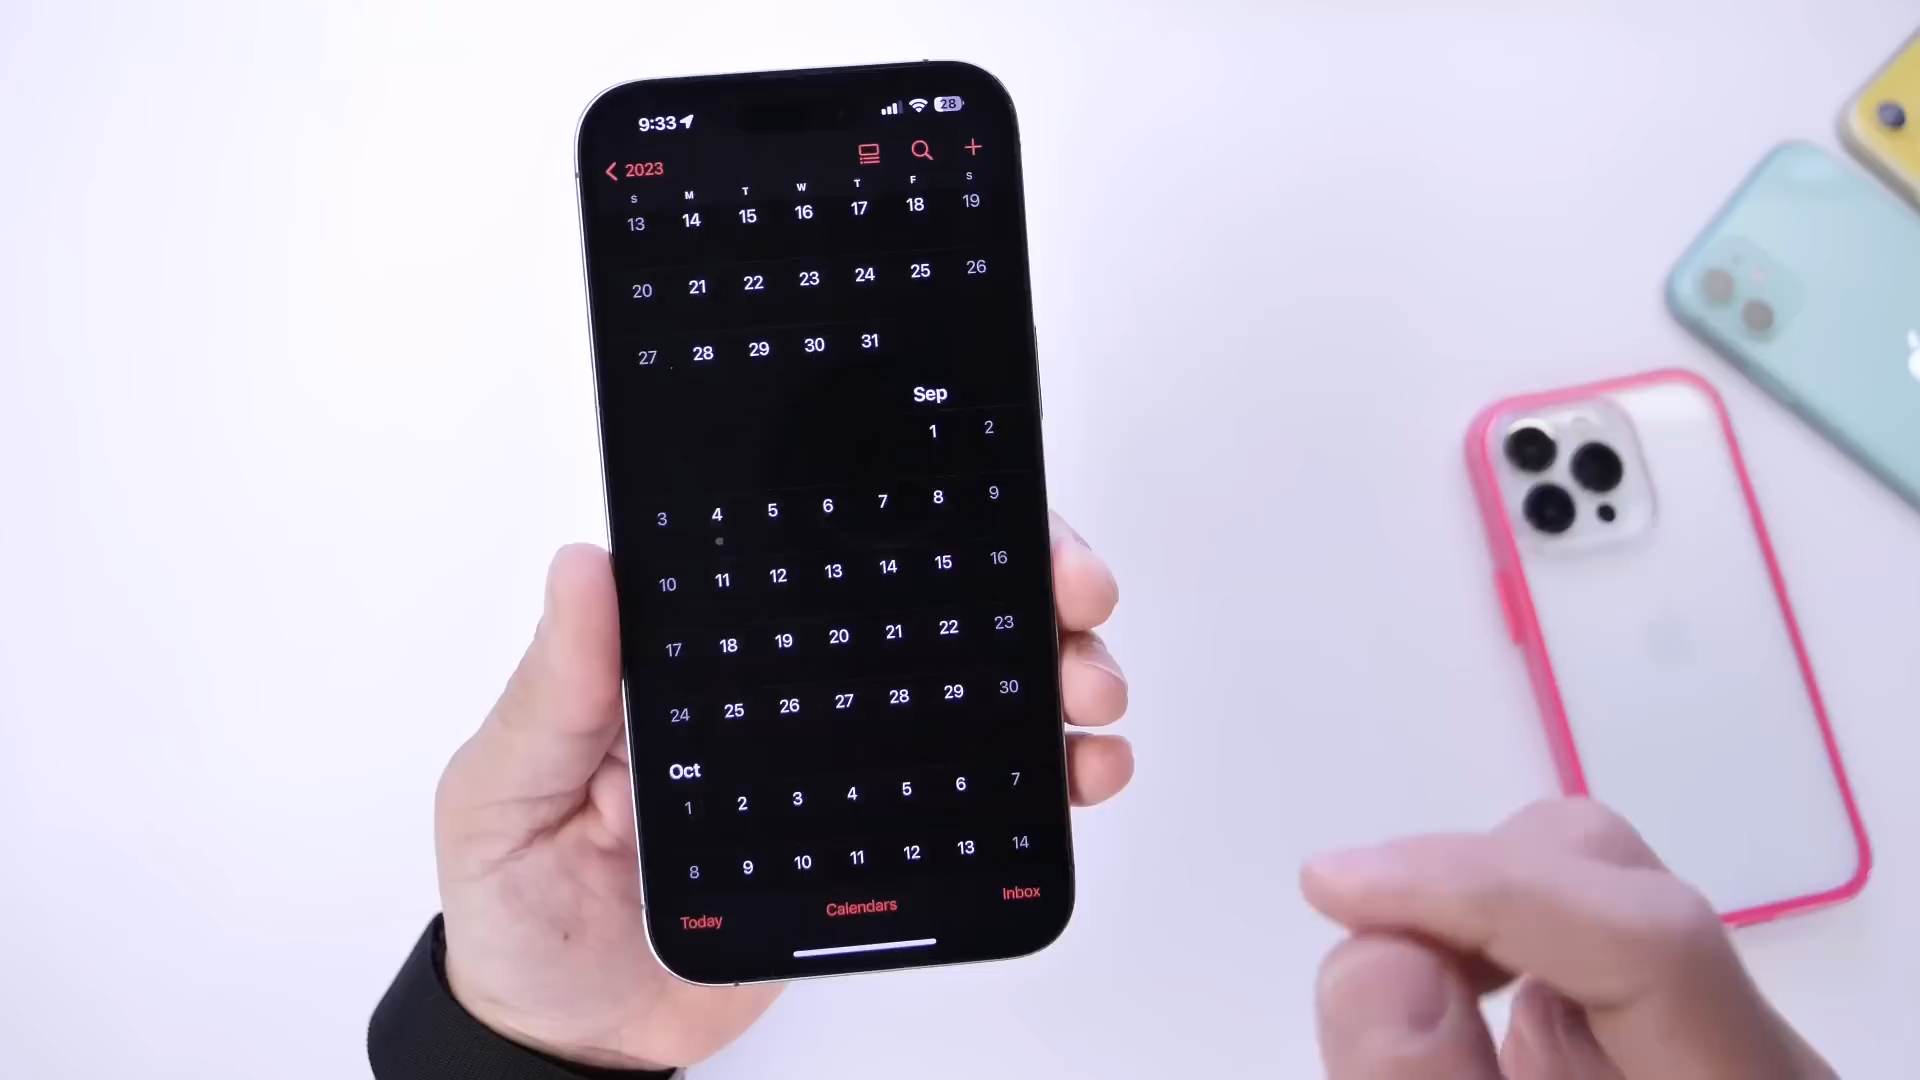 9:33
28
2023
S M T W T F S
13 14 15 16 17 18 19
20 21 22 23 24 25 26
27 28 29 30 31
Sep
1 2
3 4 5 6 7 8 9
10 11 12 13 14 15 16
17 18 19 20 21 22 23
24 25 26 27 28 29 30
Oct
1 2 3 4 5 6 7
8 9 10 11 12 13 14
Today Calendars Inbox